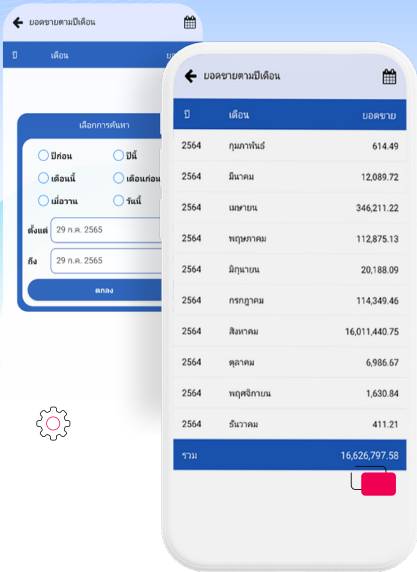 ยอดขายตามปีเดือน
ปี เดือน
เลือกการค้นหา
ปีก่อน ปีนี้
เดือนนี้ เดือนก่อน
เมื่อวาน วันนี้
ตั้งแต่ 29 ก.ค. 2565
ถึง 29 ก.ค. 2565
ตกลง
ยอดขายตามปีเดือน
ปี เดือน ยอดขาย
2564 กุมภาพันธ์ 614.49
2564 มีนาคม 12,089.72
2564 เมษายน 346,211.22
2564 พฤษภาคม 112,875.13
2564 มิถุนายน 20,188.09
2564 กรกฎาคม 114,349.46
2564 สิงหาคม 16,011,440.75
2564 ตุลาคม 6,986.67
2564 พฤศจิกายน 1,630.84
2564 ธันวาคม 411.21
รวม 16,626,797.58